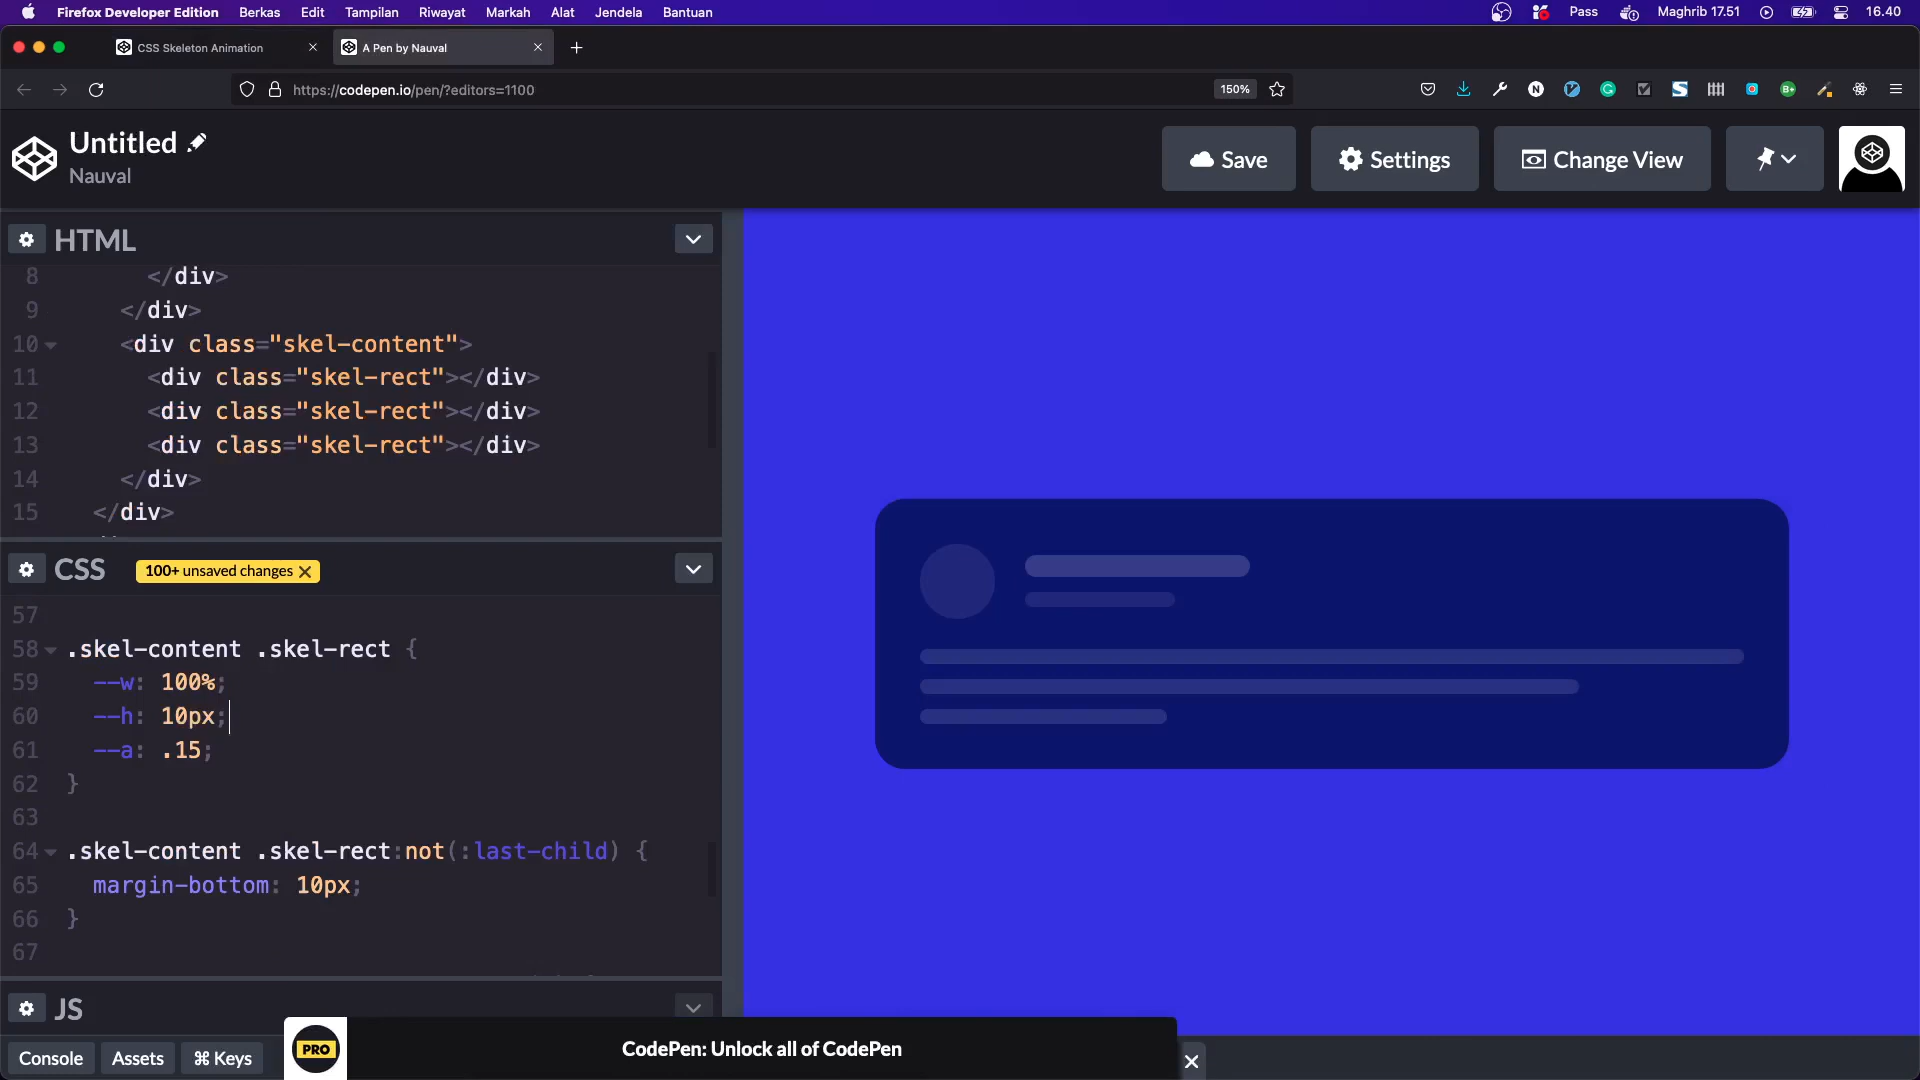 Firefox Developer Edition Berkas Edit Tampilan Riwayat Markah Alat Jendela Bantuan Pass Maghrib 17.51 16.40
CSS Skeleton Animation
A Pen by Nauval
https://codepen.io/pen/?editors=1100 150%
Untitled
Nauval
Save
Settings
Change View
HTML
8 </div>
9 </div>
10 <div class="skel-content">
11 <div class="skel-rect"></div>
12 <div class="skel-rect"></div>
13 <div class="skel-rect"></div>
14 </div>
15 </div>
CSS 100+ unsaved changes
57
58 .skel-content .skel-rect {
59 --w: 100%;
60 --h: 10px;
61 --a: .15;
62 }
63
64 .skel-content .skel-rect:not(:last-child) {
65 margin-bottom: 10px;
66 }
67
JS
Console Assets ⌘ Keys
PRO
CodePen: Unlock all of CodePen